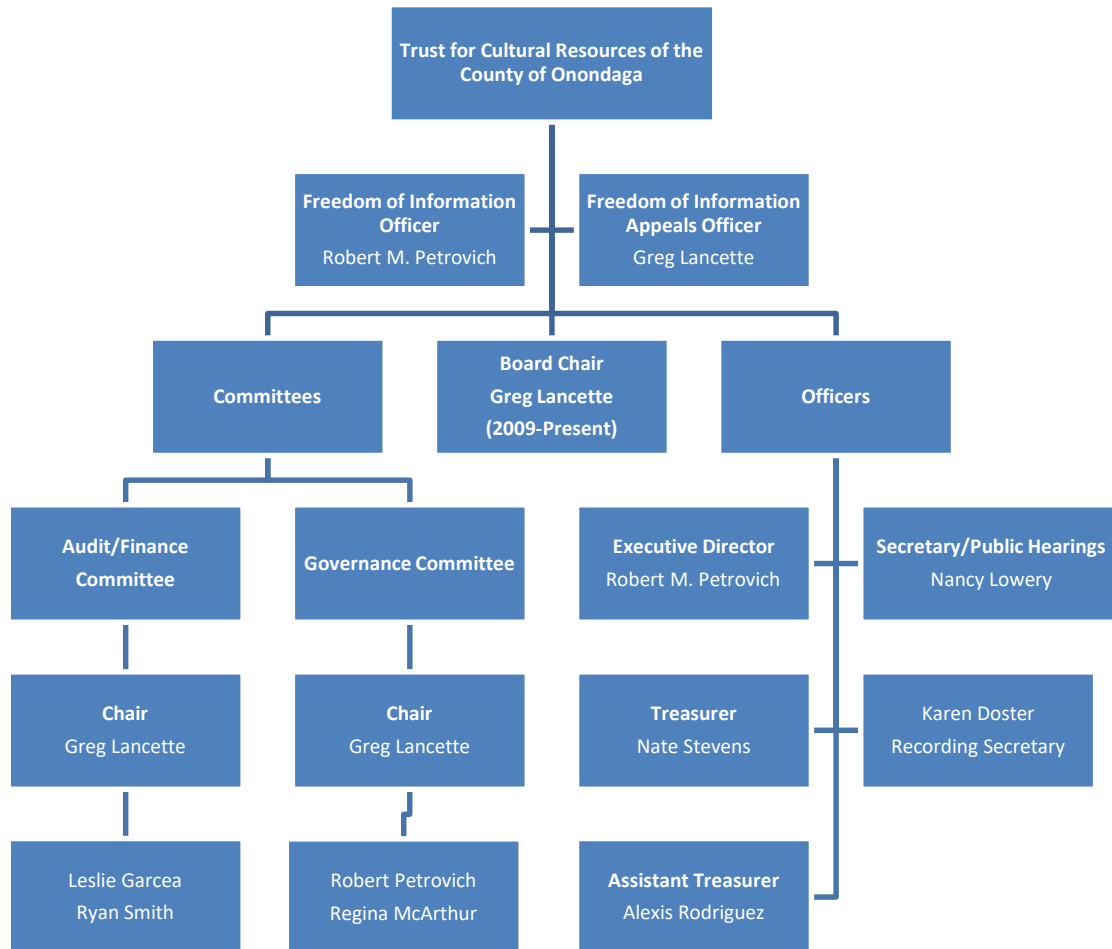 Trust for Cultural Resources of the
County of Onondaga
Freedom of Information
Officer
Robert M. Petrovich
Freedom of Information
Appeals Officer
Greg Lancette
Committees
Board Chair
Greg Lancette
(2009-Present)
Officers
Audit/Finance
Committee
Governance Committee
Executive Director
Robert M. Petrovich
Secretary/Public Hearings
Nancy Lowery
Chair
Greg Lancette
Chair
Greg Lancette
Treasurer
Nate Stevens
Karen Doster
Recording Secretary
Leslie Garcea
Ryan Smith
Robert Petrovich
Regina McArthur
Assistant Treasurer
Alexis Rodriguez